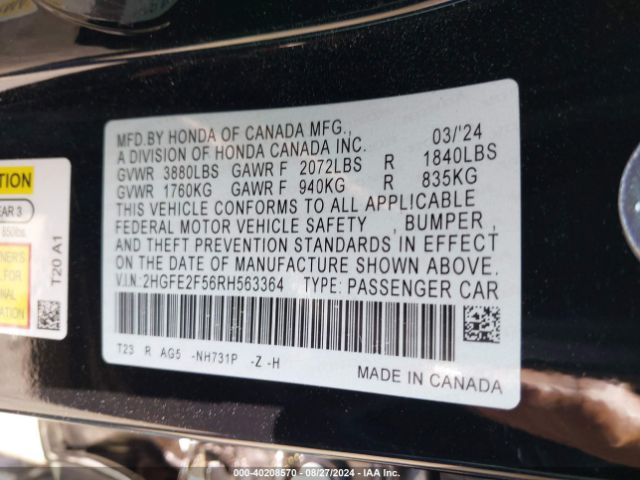 MFD.BY HONDA OF CANADA MFG., 03/'24
A DIVISION OF HONDA CANADA INC.
GVWR 3880LBS GAWR F 2072LBS R 1840LBS
GVWR 1760KG GAWR F 940KG R 835KG
THIS VEHICLE CONFORMS TO ALL APPLICABLE
FEDERAL MOTOR VEHICLE SAFETY , BUMPER ,
AND THEFT PREVENTION STANDARDS IN EFFECT
ON THE DATE OF MANUFACTURE SHOWN ABOVE.
V.I.N:2HGFE2F56RH563364 TYPE: PASSENGER CAR
T23 R AG5 -NH731P -Z -H
MADE IN CANADA
T20 A1
000-40208570 - 08/27/2024 - IAA Inc.